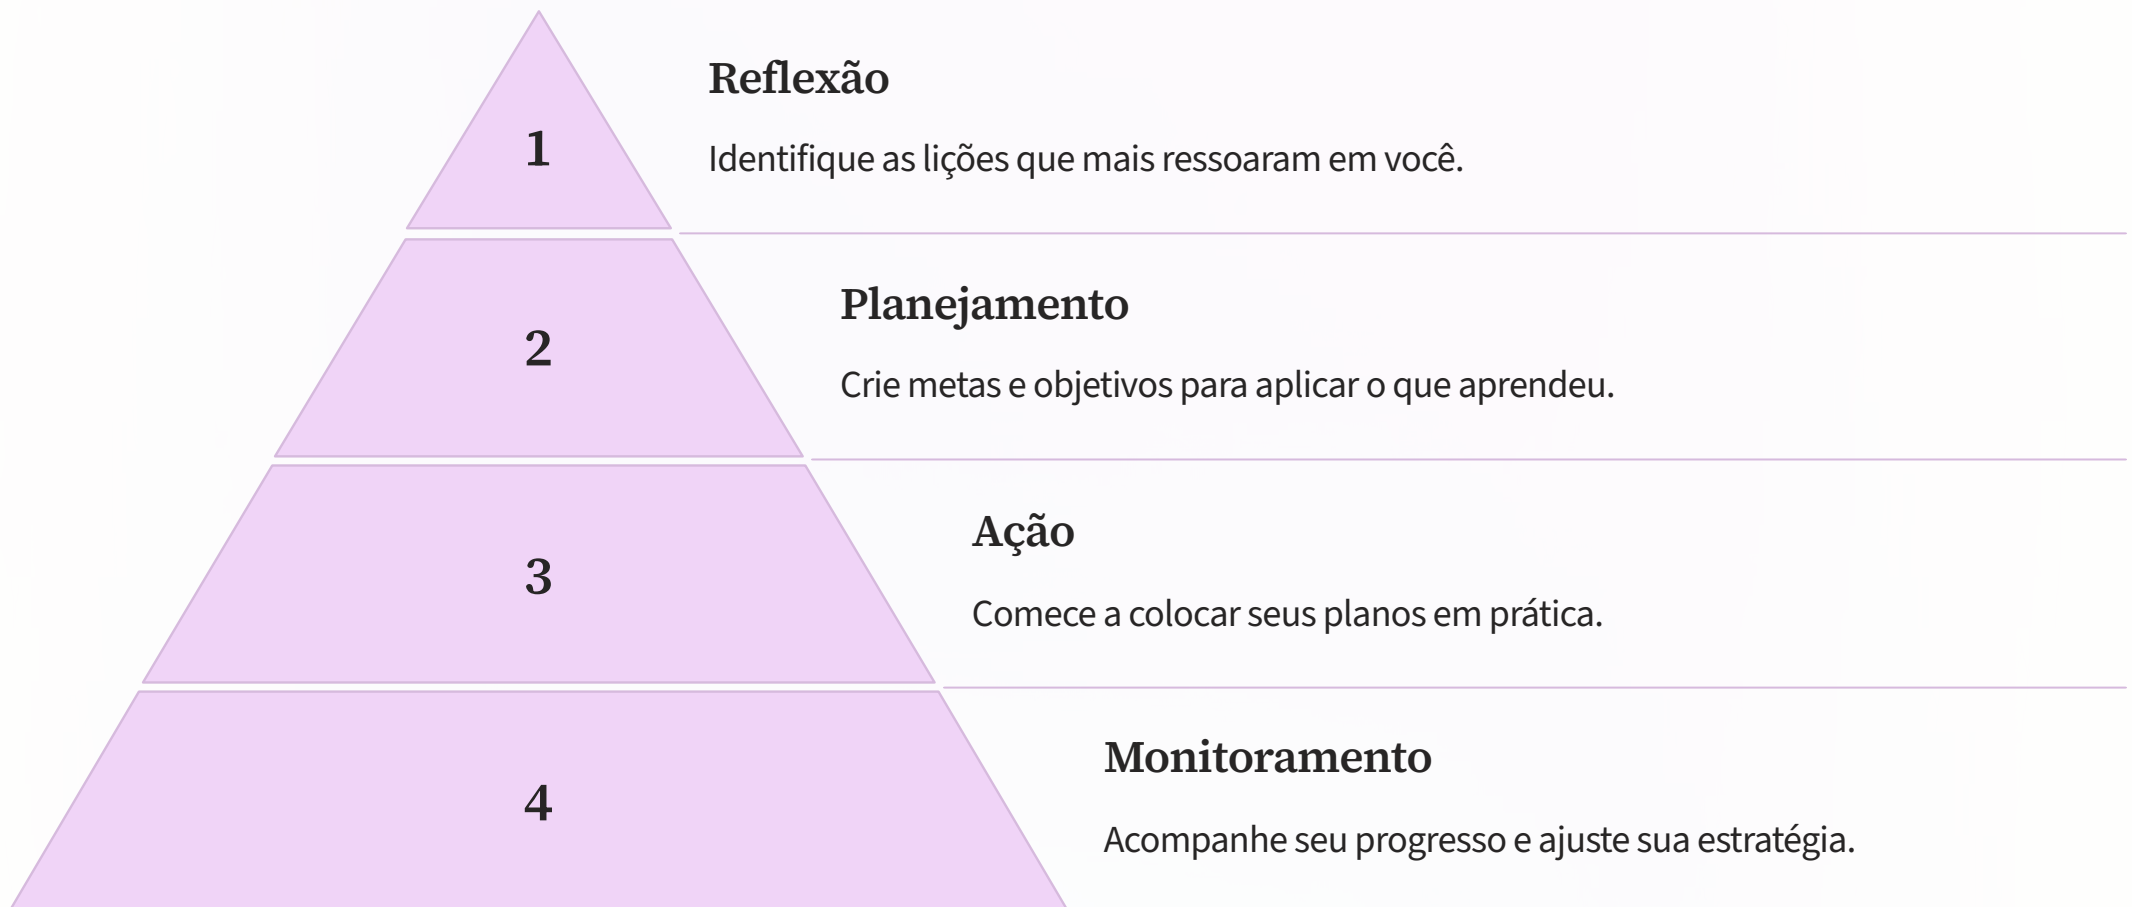 1
Reflexão
Identifique as lições que mais ressoaram em você.
2
Planejamento
Crie metas e objetivos para aplicar o que aprendeu.
3
Ação
Comece a colocar seus planos em prática.
4
Monitoramento
Acompanhe seu progresso e ajuste sua estratégia.